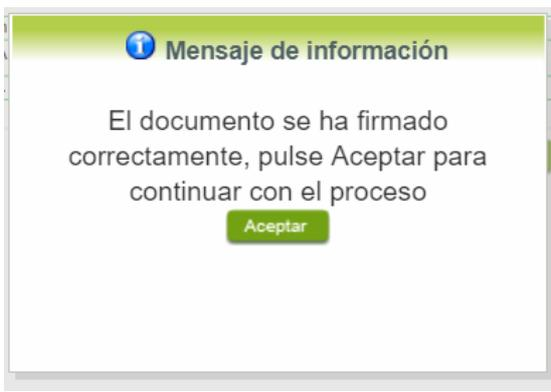 Mensaje de información
El documento se ha firmado
correctamente, pulse Aceptar para
continuar con el proceso
Aceptar